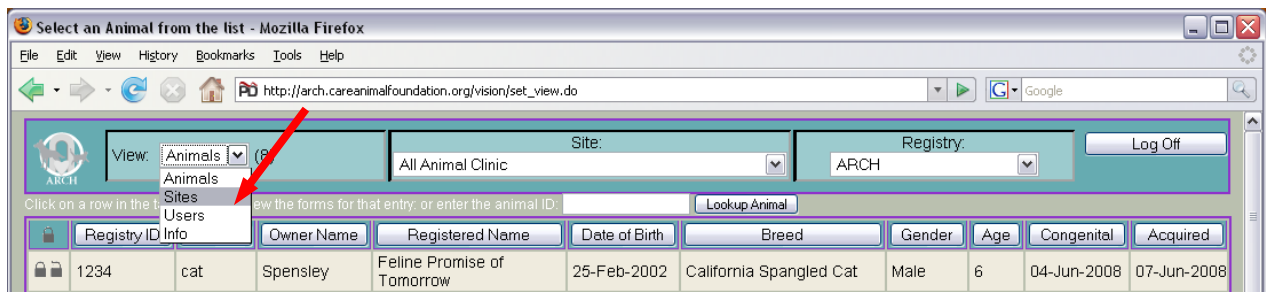 Select an Animal from the list - Mozilla Firefox
File Edit View History Bookmarks Tools Help
http://arch.careanimalfoundation.org/vision/set_view.do G Google
ARCH View: Animals (8) Site: All Animal Clinic Registry: ARCH Log Off
Animals
Sites
Users
Info
Click on a row in the ew the forms for that entry: or enter the animal ID: Lookup Animal
Registry ID Owner Name Registered Name Date of Birth Breed Gender Age Congenital Acquired
1234 cat Spensley Feline Promise of Tomorrow 25-Feb-2002 California Spangled Cat Male 6 04-Jun-2008 07-Jun-2008